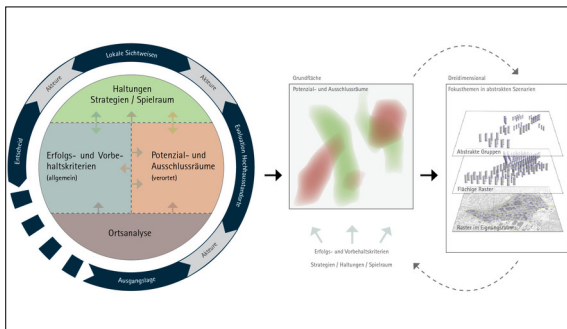 Lokale Sichtweisen
Akteure
Akteure
Entscheid
Evaluation Hochhausstandorte
Akteure
Ausgangslage
Haltungen
Strategien / Spielraum
Erfolgs- und Vorbe-
haltskriterien
(allgemein)
Potenzial- und
Ausschlussräume
(verortet)
Ortsanalyse
Grundfläche
Potenzial- und Ausschlussräume
Erfolgs- und Vorbehaltskriterien
Strategien / Haltungen / Spielraum
Dreidimensional
Fokusthemen in abstrakten Szenarien
Abstrakte Gruppen
Flächige Raster
Raster im Eignungsraum